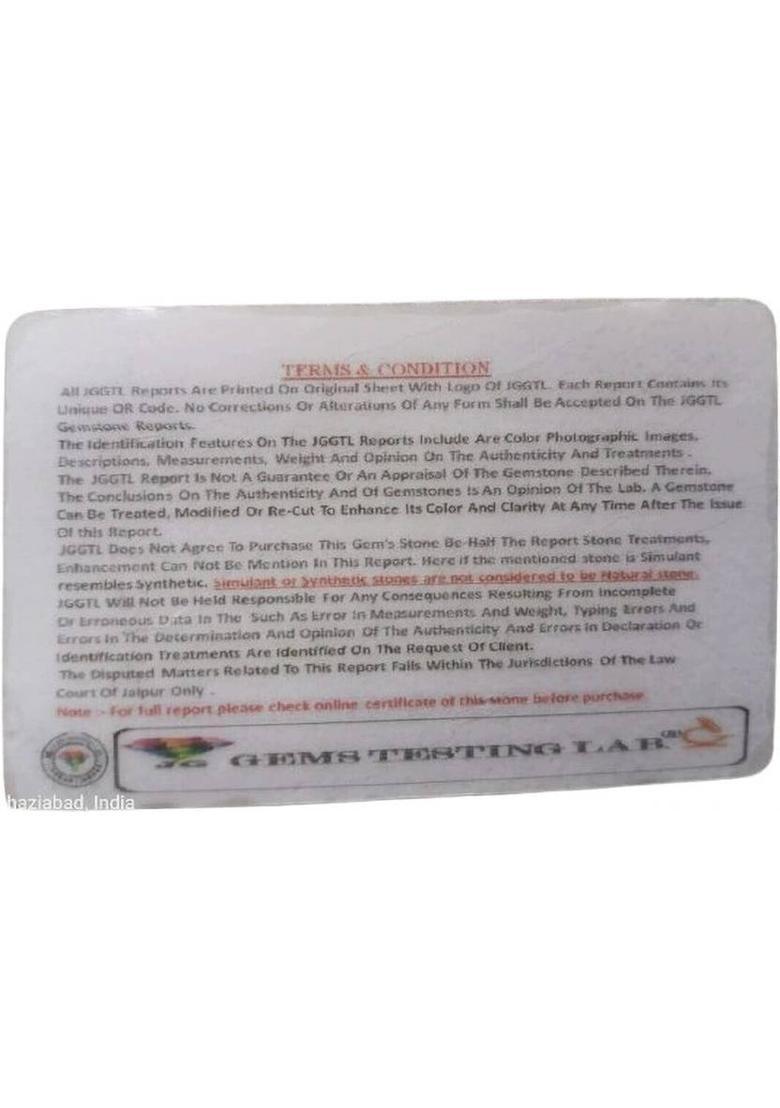 TERMS & CONDITION
All JGGTL Reports Are Printed On Original Sheet With Logo Of JGGTL. Each Report Contains Its
Unique QR Code. No Corrections Or Alterations Of Any Form Shall Be Accepted On The JGGTL
Gemstone Reports.
The Identification Features On The JGGTL Reports Include Are Color Photographic Images,
Descriptions, Measurements, Weight And Opinion On The Authenticity And Treatments .
The JGGTL Report Is Not A Guarantee Or An Appraisal Of The Gemstone Described Therein,
The Conclusions On The Authenticity And Of Gemstones Is An Opinion Of The Lab. A Gemstone
Can Be Treated, Modified Or Re-Cut To Enhance Its Color And Clarity At Any Time After The Issue
Of this Report.
JGGTL Does Not Agree To Purchase This Gem's Stone Be-Half The Report Stone Treatments,
Enhancement Can Not Be Mention In This Report. Here if the mentioned stone is Simulant
resembles Synthetic. Simulant or Synthetic stones are not considered to be Natural stone.
JGGTL Will Not Be Held Responsible For Any Consequences Resulting From Incomplete
Or Erroneous Data In The Such As Error In Measurements And Weight, Typing Errors And
Errors In The Determination And Opinion Of The Authenticity And Errors In Declaration Or
Identification Treatments Are Identified On The Request Of Client.
The Disputed Matters Related To This Report Falls Within The Jurisdictions Of The Law
Court Of Jaipur Only .
Note :- For full report please check online certificate of this stone before purchase
JG GEMS TESTING LAB.
haziabad, India